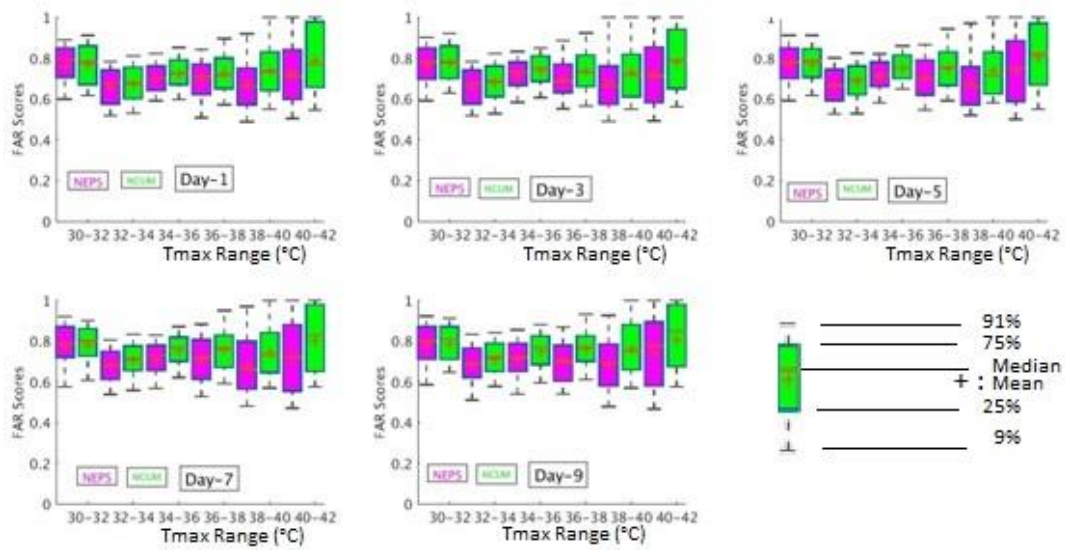 1 1 1
0.8 0.8 0.8
0.6 0.6 0.6
0.4 0.4 0.4
0.2 0.2 0.2
0 0 0
FAR Scores FAR Scores FAR Scores
NEPS NCUM Day-1 NEPS NCUM Day-3 NEPS NCUM Day-5
30-32 32-34 34-36 36-38 38-40 40-42 30-32 32-34 34-36 36-38 38-40 40-42 30-32 32-34 34-36 36-38 38-40 40-42
Tmax Range (°C) Tmax Range (°C) Tmax Range (°C)
1 1
0.8 0.8
0.6 0.6
0.4 0.4
0.2 0.2
0 0
FAR Scores FAR Scores
NEPS NCUM Day-7 NEPS NCUM Day-9
30-32 32-34 34-36 36-38 38-40 40-42 30-32 32-34 34-36 36-38 38-40 40-42
Tmax Range (°C) Tmax Range (°C)
91%
75%
Median
+ : Mean
25%
9%